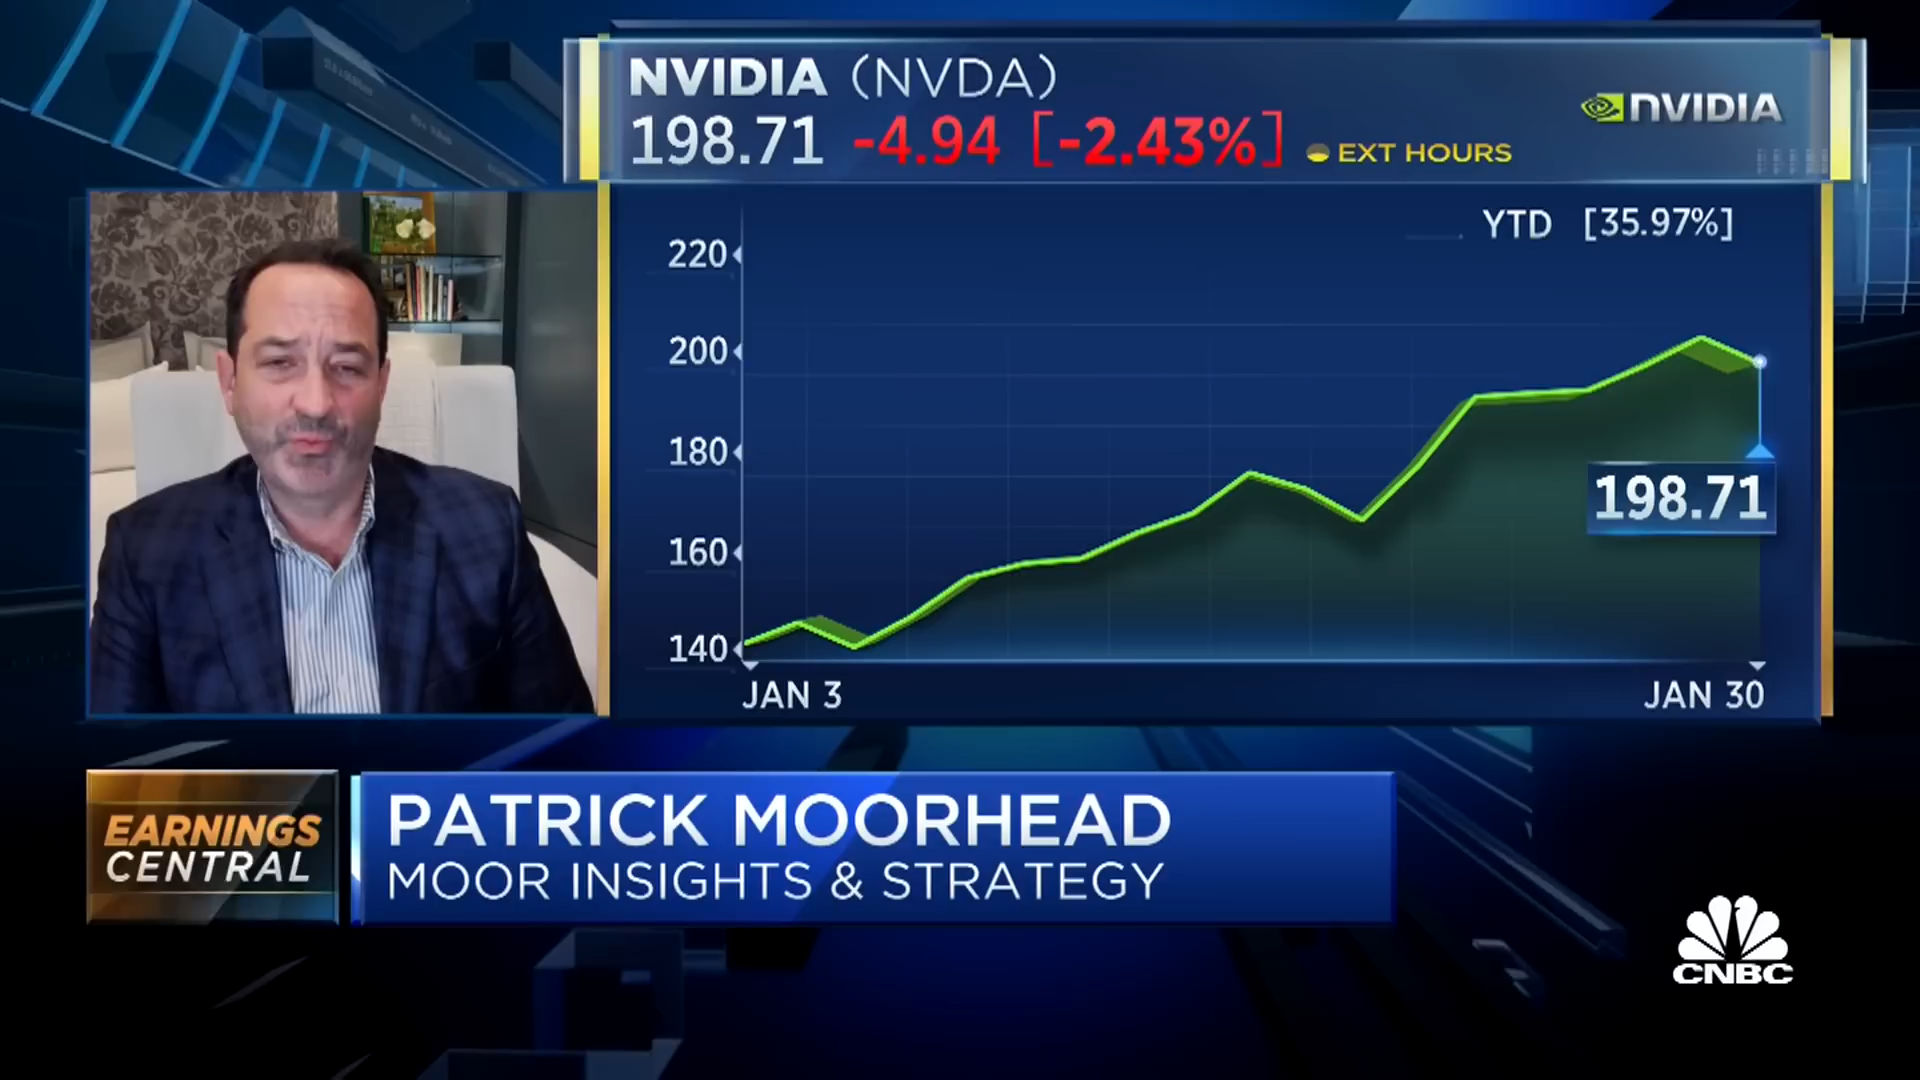 NVIDIA (NVDA)
198.71 -4.94 [-2.43%] EXT HOURS
NVIDIA
YTD [35.97%]
220
200
180
160
140
198.71
JAN 3
JAN 30
EARNINGS
CENTRAL
PATRICK MOORHEAD
MOOR INSIGHTS & STRATEGY
CNBC